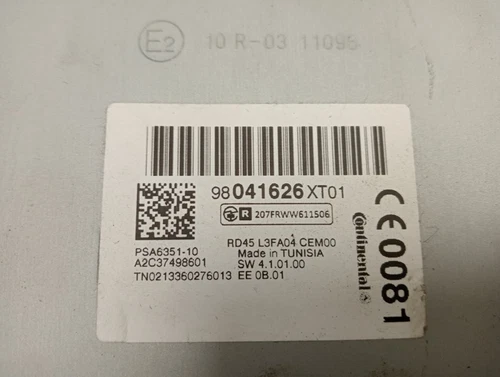 E2 10 R-03 11095
98041626XT01
R 207FRWW611506
PSA6351-10
A2C37498601
TN0213360276013
RD45 L3FA04 CEM00
Made in TUNISIA
SW 4.1.01.00
EE 0B.01
CE 0081
Continental